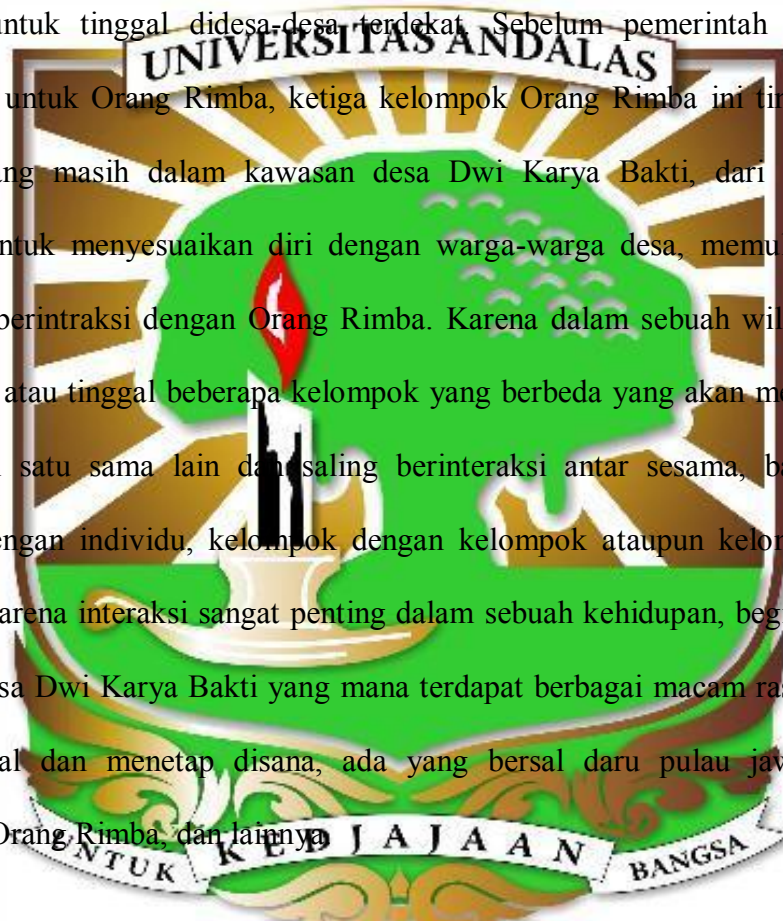 untuk tinggal didesa-desa terdekat. Sebelum pemerintah
UNIVERSITAS ANDALAS
untuk Orang Rimba, ketiga kelompok Orang Rimba ini
masih dalam kawasan desa Dwi Karya Bakti, dari
untuk menyesuaikan diri dengan warga-warga desa,
berintraksi dengan Orang Rimba. Karena dalam sebuah
atau tinggal beberapa kelompok yang berbeda yang akan
satu sama lain dan saling berinteraksi antar sesama,
dengan individu, kelompok dengan kelompok ataupun
karena interaksi sangat penting dalam sebuah kehidupan,
Dwi Karya Bakti yang mana terdapat berbagai macam
dan menetap disana, ada yang bersal daru pulau
Orang Rimba, dan lainnya.
UNTUK KEDJAJAAN BANGSA